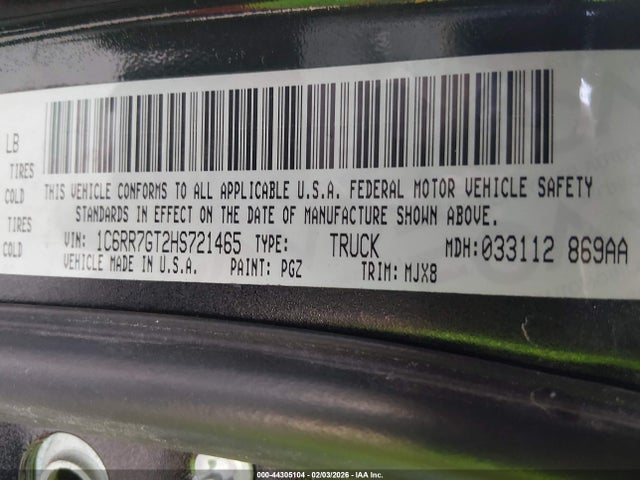 LB
TIRES
COLD
TIRES
COLD
THIS VEHICLE CONFORMS TO ALL APPLICABLE U.S.A. FEDERAL MOTOR VEHICLE SAFETY
STANDARDS IN EFFECT ON THE DATE OF MANUFACTURE SHOWN ABOVE.
VIN: 1C6RR7GT2HS721465 TYPE: TRUCK MDH: 033112 869AA
VEHICLE MADE IN U.S.A. PAINT: PGZ TRIM: MJX8
000-44305104 - 02/03/2026 - IAA Inc.